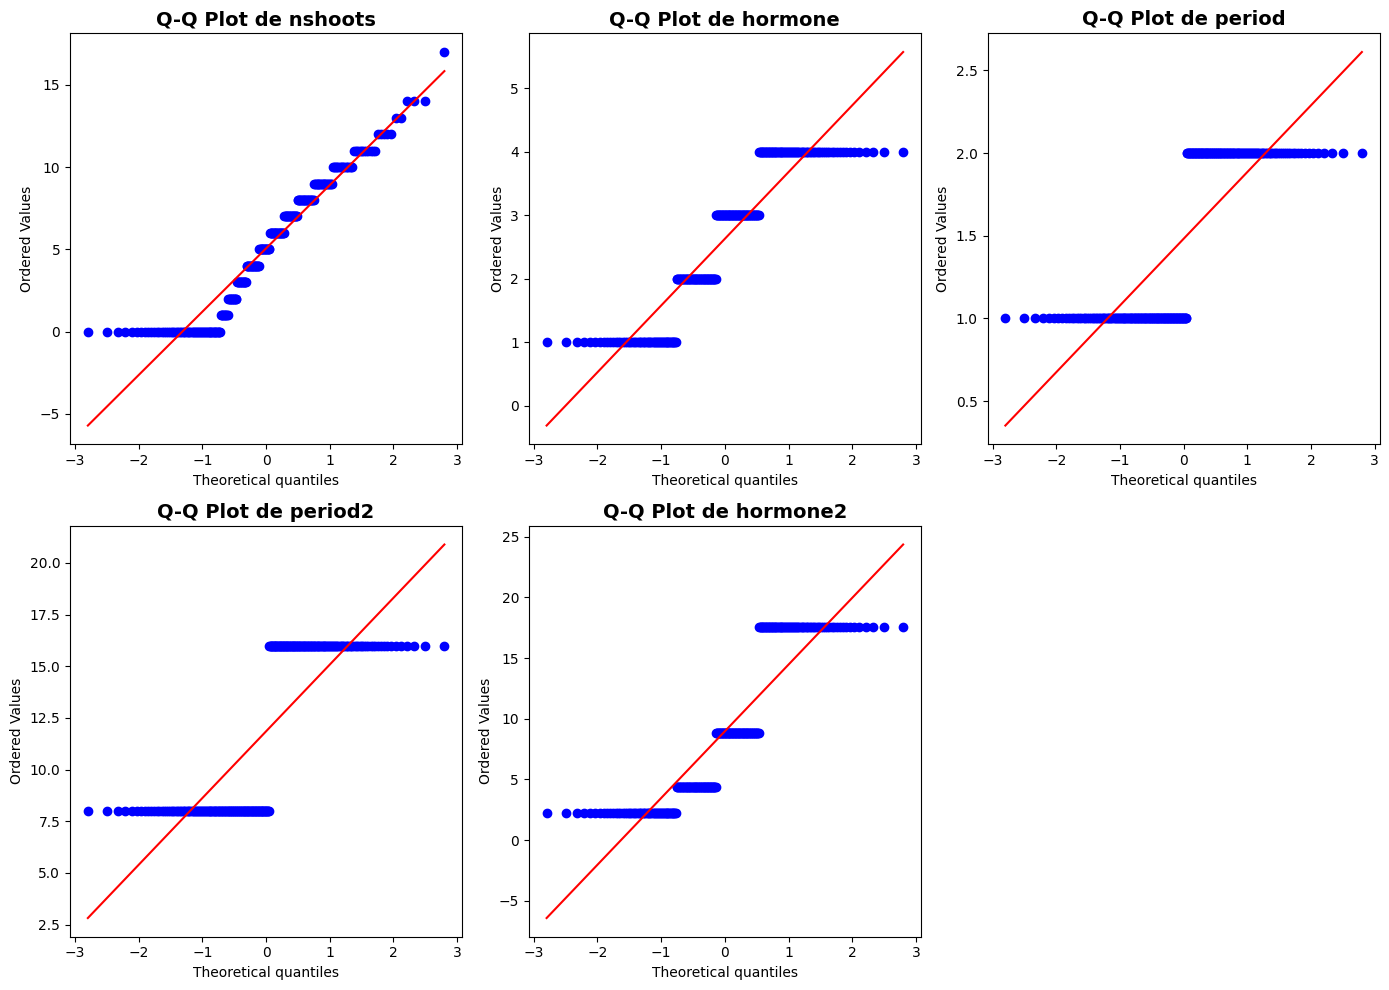 Q-Q Plot de nshoots
Ordered Values
15
10
5
0
−5
−3 −2 −1 0 1 2 3
Theoretical quantiles
Q-Q Plot de hormone
Ordered Values
5
4
3
2
1
0
−3 −2 −1 0 1 2 3
Theoretical quantiles
Q-Q Plot de period
Ordered Values
2.5
2.0
1.5
1.0
0.5
−3 −2 −1 0 1 2 3
Theoretical quantiles
Q-Q Plot de period2
Ordered Values
20.0
17.5
15.0
12.5
10.0
7.5
5.0
2.5
−3 −2 −1 0 1 2 3
Theoretical quantiles
Q-Q Plot de hormone2
Ordered Values
25
20
15
10
5
0
−5
−3 −2 −1 0 1 2 3
Theoretical quantiles